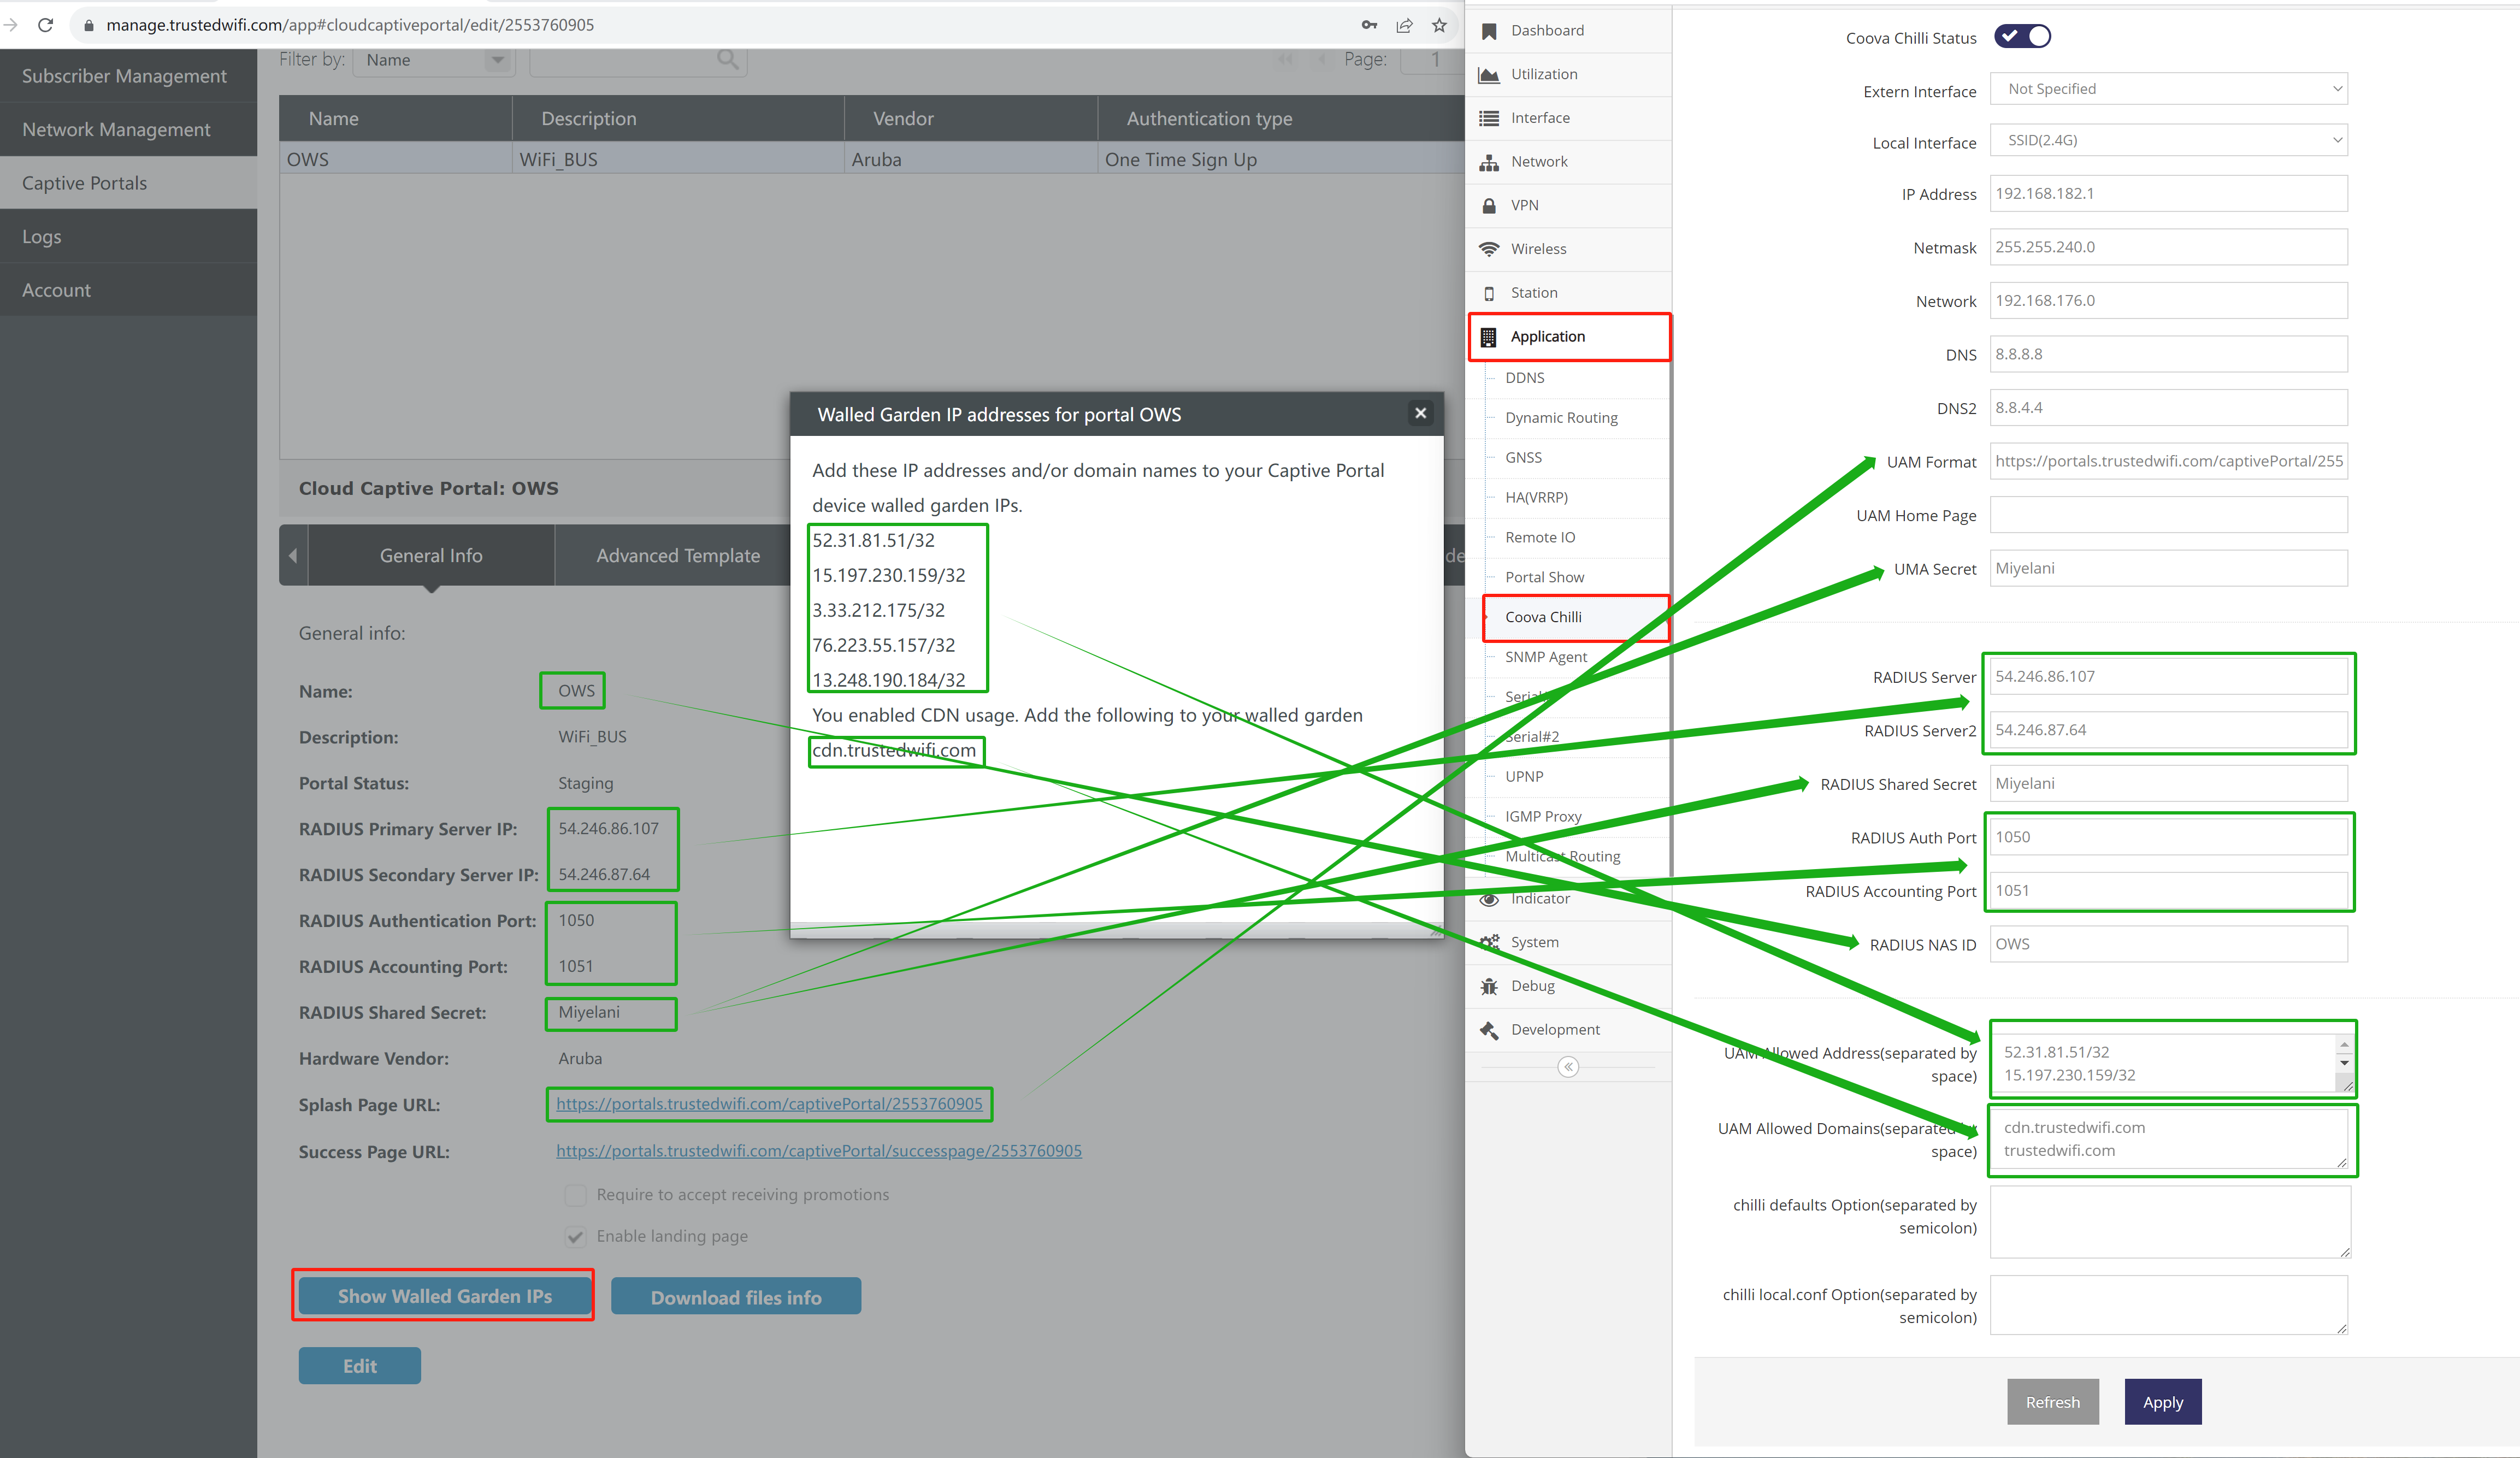 manage.trustedwifi.com/app#cloudcaptiveportal/edit/2553760905
Subscriber Management
Network Management
Captive Portals
Logs
Account
Filter by:
Name
Page:
1
Name
Description
Vendor
Authentication type
OWS
WiFi_BUS
Aruba
One Time Sign Up
Cloud Captive Portal: OWS
General Info
Advanced Template
General info:
Name:
OWS
Description:
WiFi_BUS
Portal Status:
Staging
RADIUS Primary Server IP:
54.246.86.107
RADIUS Secondary Server IP:
54.246.87.64
RADIUS Authentication Port:
1050
RADIUS Accounting Port:
1051
RADIUS Shared Secret:
Miyelani
Hardware Vendor:
Aruba
Splash Page URL:
https://portals.trustedwifi.com/captivePortal/2553760905
Success Page URL:
https://portals.trustedwifi.com/captivePortal/successpage/2553760905
Require to accept receiving promotions
Enable landing page
Show Walled Garden IPs
Download files info
Edit
Walled Garden IP addresses for portal OWS
Add these IP addresses and/or domain names to your Captive Portal
device walled garden IPs.
52.31.81.51/32
15.197.230.159/32
3.33.212.175/32
76.223.55.157/32
13.248.190.184/32
You enabled CDN usage. Add the following to your walled garden
cdn.trustedwifi.com
Dashboard
Utilization
Interface
Network
VPN
Wireless
Station
Application
DDNS
Dynamic Routing
GNSS
HA(VRRP)
Remote IO
Portal Show
Coova Chilli
SNMP Agent
Serial#2
UPNP
IGMP Proxy
Multicast Routing
Indicator
System
Debug
Development
Coova Chilli Status
Extern Interface
Not Specified
Local Interface
SSID(2.4G)
IP Address
192.168.182.1
Netmask
255.255.240.0
Network
192.168.176.0
DNS
8.8.8.8
DNS2
8.8.4.4
UAM Format
https://portals.trustedwifi.com/captivePortal/255
UAM Home Page
UMA Secret
Miyelani
RADIUS Server
54.246.86.107
RADIUS Server2
54.246.87.64
RADIUS Shared Secret
Miyelani
RADIUS Auth Port
1050
RADIUS Accounting Port
1051
RADIUS NAS ID
OWS
UAM Allowed Address(separated by
space)
52.31.81.51/32
15.197.230.159/32
UAM Allowed Domains(separated by
space)
cdn.trustedwifi.com
trustedwifi.com
chilli defaults Option(separated by
semicolon)
chilli local.conf Option(separated by
semicolon)
Refresh
Apply